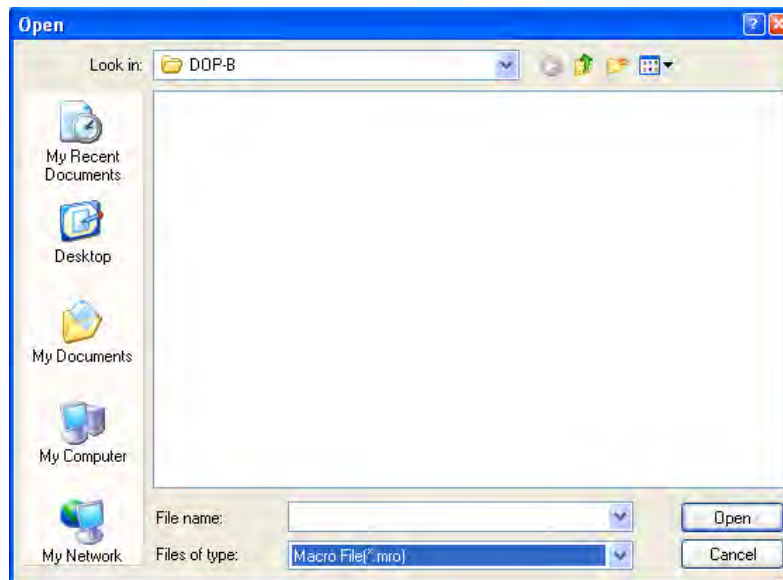 Open
Look in: DOP-B
My Recent
Documents
Desktop
My Documents
My Computer
My Network
File name:
Open
Files of type: Macro File(*.mro)
Cancel